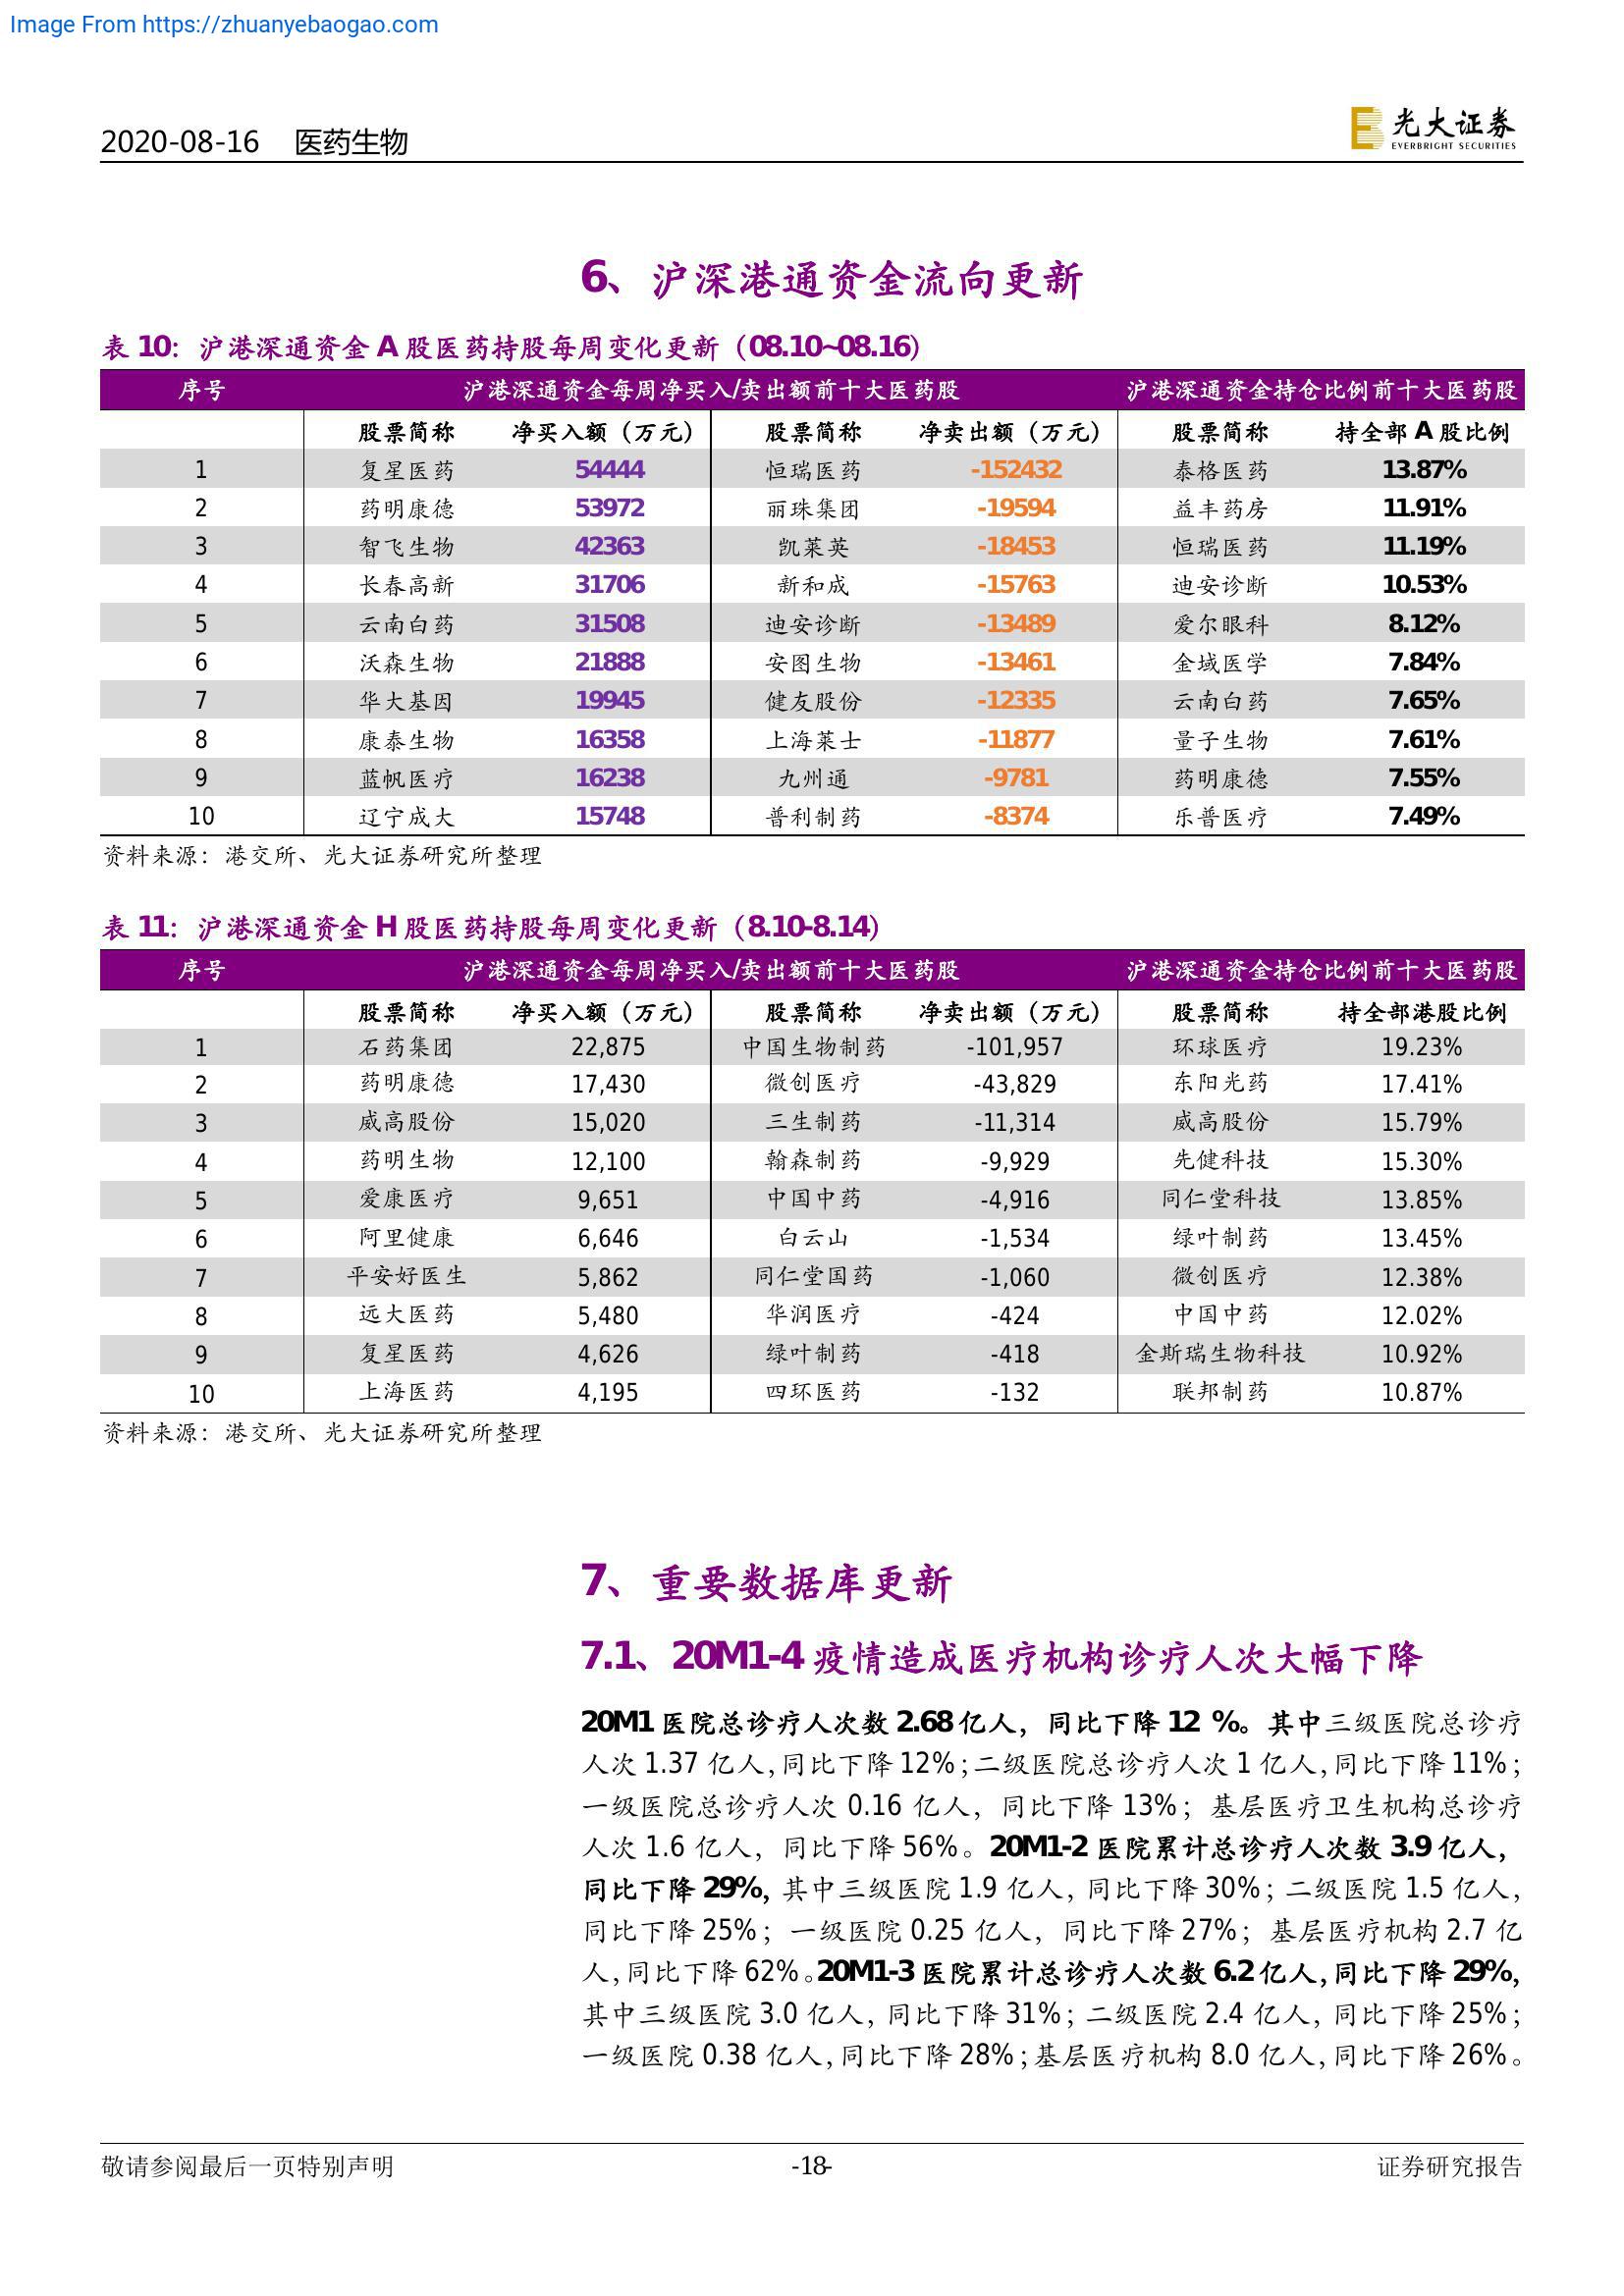 Image From https://zhuanyebaogao.com
2020-08-16 医药生物
光大证券
EVERBRIGHT SECURITIES
6、沪深港通资金流向更新
表 10：沪港深通资金 A 股医药持股每周变化更新（08.10~08.16）
序号 沪港深通资金每周净买入/卖出额前十大医药股 沪港深通资金持仓比例前十大医药股
股票简称 净买入额（万元） 股票简称 净卖出额（万元） 股票简称 持全部 A 股比例
1 复星医药 54444 恒瑞医药 -152432 泰格医药 13.87%
2 药明康德 53972 丽珠集团 -19594 益丰药房 11.91%
3 智飞生物 42363 凯莱英 -18453 恒瑞医药 11.19%
4 长春高新 31706 新和成 -15763 迪安诊断 10.53%
5 云南白药 31508 迪安诊断 -13489 爱尔眼科 8.12%
6 沃森生物 21888 安图生物 -13461 金域医学 7.84%
7 华大基因 19945 健友股份 -12335 云南白药 7.65%
8 康泰生物 16358 上海莱士 -11877 量子生物 7.61%
9 蓝帆医疗 16238 九州通 -9781 药明康德 7.55%
10 辽宁成大 15748 普利制药 -8374 乐普医疗 7.49%
资料来源：港交所、光大证券研究所整理
表 11：沪港深通资金 H 股医药持股每周变化更新（8.10-8.14）
序号 沪港深通资金每周净买入/卖出额前十大医药股 沪港深通资金持仓比例前十大医药股
股票简称 净买入额（万元） 股票简称 净卖出额（万元） 股票简称 持全部港股比例
1 石药集团 22,875 中国生物制药 -101,957 环球医疗 19.23%
2 药明康德 17,430 微创医疗 -43,829 东阳光药 17.41%
3 威高股份 15,020 三生制药 -11,314 威高股份 15.79%
4 药明生物 12,100 翰森制药 -9,929 先健科技 15.30%
5 爱康医疗 9,651 中国中药 -4,916 同仁堂科技 13.85%
6 阿里健康 6,646 白云山 -1,534 绿叶制药 13.45%
7 平安好医生 5,862 同仁堂国药 -1,060 微创医疗 12.38%
8 远大医药 5,480 华润医疗 -424 中国中药 12.02%
9 复星医药 4,626 绿叶制药 -418 金斯瑞生物科技 10.92%
10 上海医药 4,195 四环医药 -132 联邦制药 10.87%
资料来源：港交所、光大证券研究所整理
7、重要数据库更新
7.1、20M1-4 疫情造成医疗机构诊疗人次大幅下降
20M1 医院总诊疗人次数 2.68 亿人，同比下降 12 %。其中三级医院总诊疗
人次 1.37 亿人，同比下降 12%；二级医院总诊疗人次 1 亿人，同比下降 11%；
一级医院总诊疗人次 0.16 亿人，同比下降 13%；基层医疗卫生机构总诊疗
人次 1.6 亿人，同比下降 56%。20M1-2 医院累计总诊疗人次数 3.9 亿人，
同比下降 29%，其中三级医院 1.9 亿人，同比下降 30%；二级医院 1.5 亿人，
同比下降 25%；一级医院 0.25 亿人，同比下降 27%；基层医疗机构 2.7 亿
人，同比下降 62%。20M1-3 医院累计总诊疗人次数 6.2 亿人，同比下降 29%，
其中三级医院 3.0 亿人，同比下降 31%；二级医院 2.4 亿人，同比下降 25%；
一级医院 0.38 亿人，同比下降 28%；基层医疗机构 8.0 亿人，同比下降 26%。
敬请参阅最后一页特别声明 -18- 证券研究报告